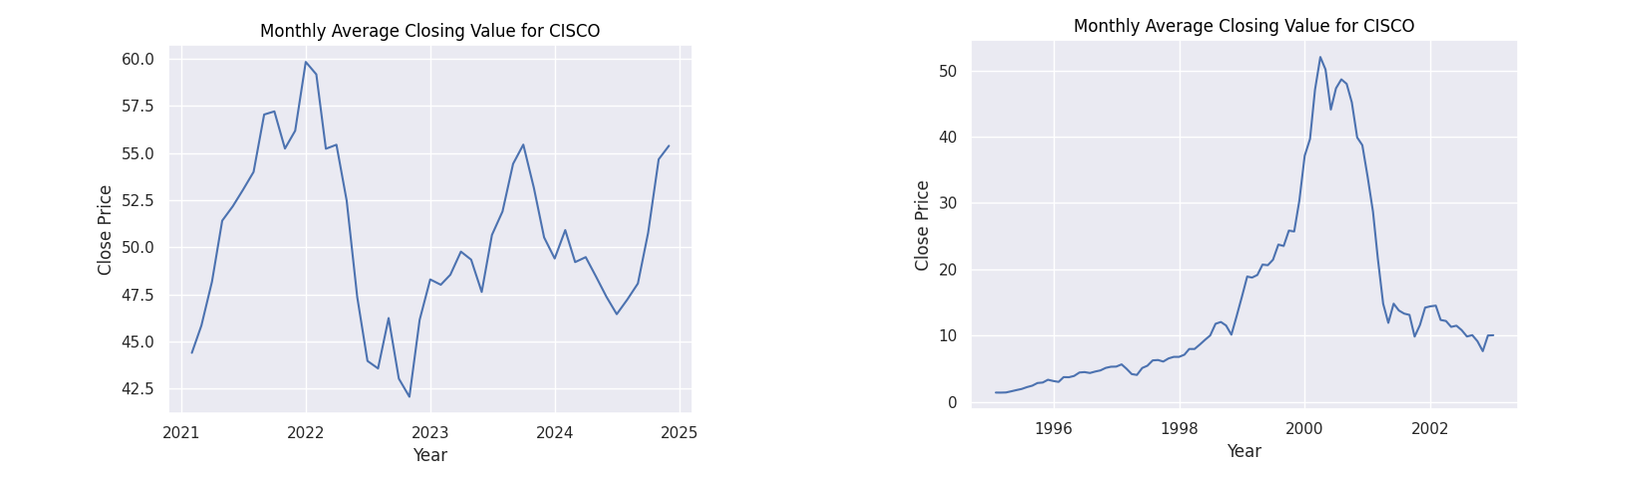 Monthly Average Closing Value for CISCO
60.0
57.5
55.0
52.5
50.0
47.5
45.0
42.5
Close Price
2021 2022 2023 2024 2025
Year
Monthly Average Closing Value for CISCO
50
40
30
20
10
0
Close Price
1996 1998 2000 2002
Year